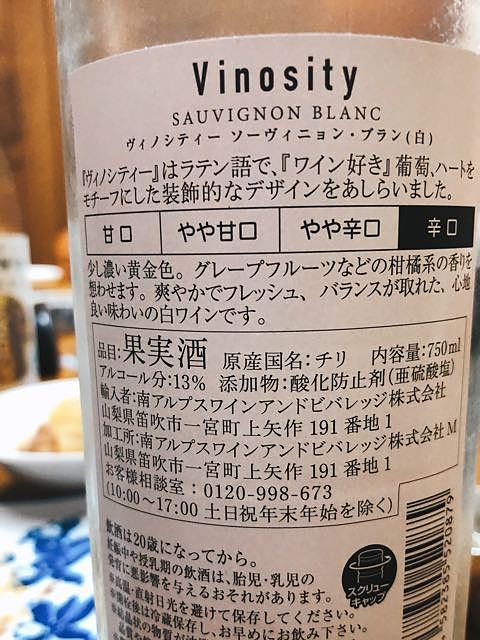 Vinosity
SAUVIGNON BLANC
ヴィノシティー ソーヴィニョン・ブラン(白)
『ヴィノシティー』はラテン語で、『ワイン好き』葡萄、ハートを
モチーフにした装飾的なデザインをあしらいました。
甘口 やや甘口 やや辛口 辛口
少し濃い黄金色。グレープフルーツなどの柑橘系の香りを
想わせます。爽やかでフレッシュ、バランスが取れた、心地
良い味わいの白ワインです。
品目:果実酒 原産国名:チリ 内容量:750ml
アルコール分:13% 添加物:酸化防止剤(亜硫酸塩)
輸入者:南アルプスワインアンドビバレッジ株式会社
山梨県笛吹市一宮町上矢作 191 番地 1
加工所:南アルプスワインアンドビバレッジ株式会社 M
山梨県笛吹市一宮町上矢作 191 番地 1
お客様相談室:0120-998-673
(10:00〜17:00 土日祝年末年始を除く)
飲酒は20歳になってから。
妊娠中や授乳期の飲酒は、胎児・乳児の
発育に悪影響を与えるおそれがあります。
高温・直射日光を避けて保存してください。
開栓後は冷蔵保存し、お早めにお飲み下さい。
スクリュー
キャップ